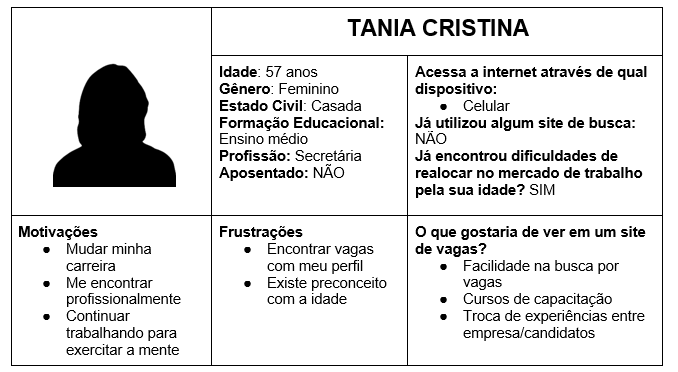 TANIA CRISTINA
Idade: 57 anos
Gênero: Feminino
Estado Civil: Casada
Formação Educacional:
Ensino médio
Profissão: Secretária
Aposentado: NÃO
Acessa a internet através de qual
dispositivo:
● Celular
Já utilizou algum site de busca:
NÃO
Já encontrou dificuldades de
realocar no mercado de trabalho
pela sua idade? SIM
Motivações
● Mudar minha
carreira
● Me encontrar
profissionalmente
● Continuar
trabalhando para
exercitar a mente
Frustrações
● Encontrar vagas
com meu perfil
● Existe preconceito
com a idade
O que gostaria de ver em um site
de vagas?
● Facilidade na busca por
vagas
● Cursos de capacitação
● Troca de experiências entre
empresa/candidatos